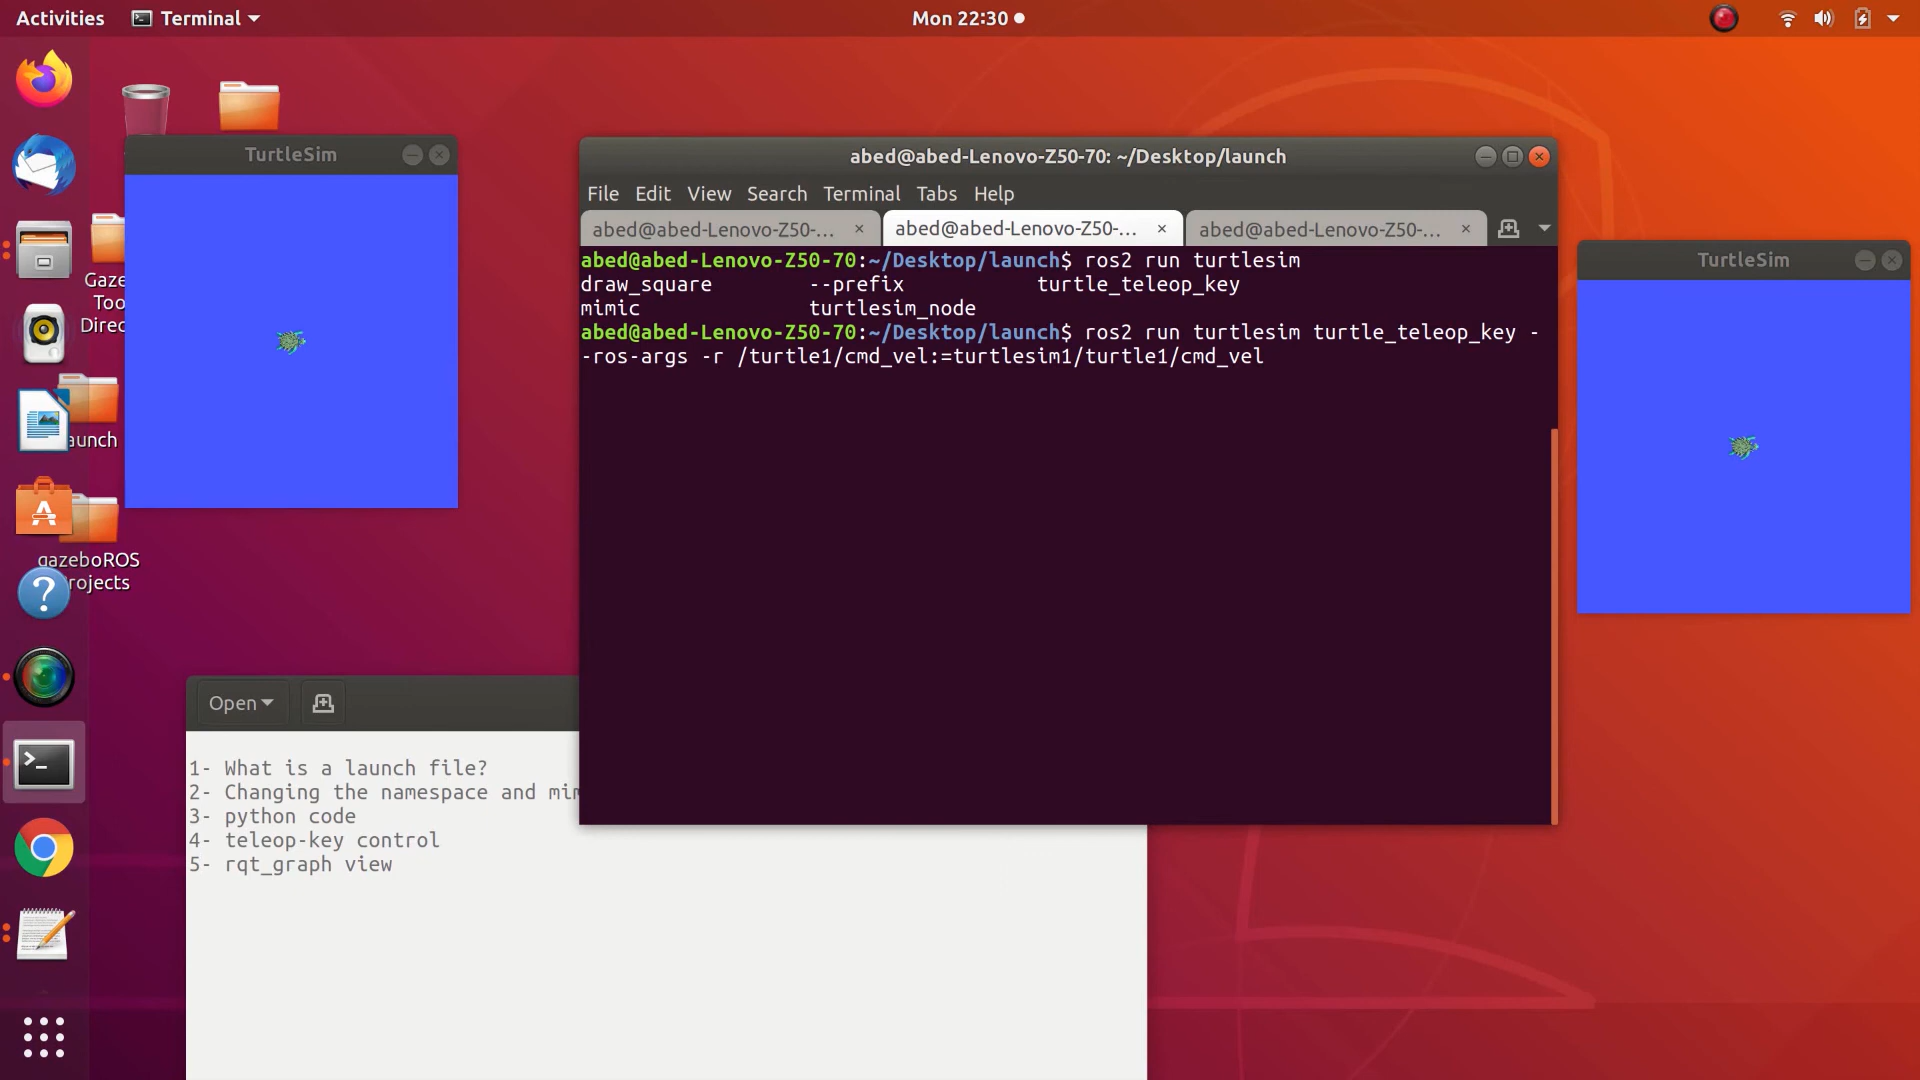 Activities
Terminal
Mon 22:30
TurtleSim
abed@abed-Lenovo-Z50-70: ~/Desktop/launch
File Edit View Search Terminal Tabs Help
abed@abed-Lenovo-Z50-... abed@abed-Lenovo-Z50-... abed@abed-Lenovo-Z50-...
abed@abed-Lenovo-Z50-70:~/Desktop/launch$ ros2 run turtlesim
draw_square --prefix turtle_teleop_key
mimic turtlesim_node
abed@abed-Lenovo-Z50-70:~/Desktop/launch$ ros2 run turtlesim turtle_teleop_key -
-ros-args -r /turtle1/cmd_vel:=turtlesim1/turtle1/cmd_vel
TurtleSim
Gaze
Too
Direc
aunch
gazeboROS
rojects
Open
1- What is a launch file?
2- Changing the namespace and mim
3- python code
4- teleop-key control
5- rqt_graph view